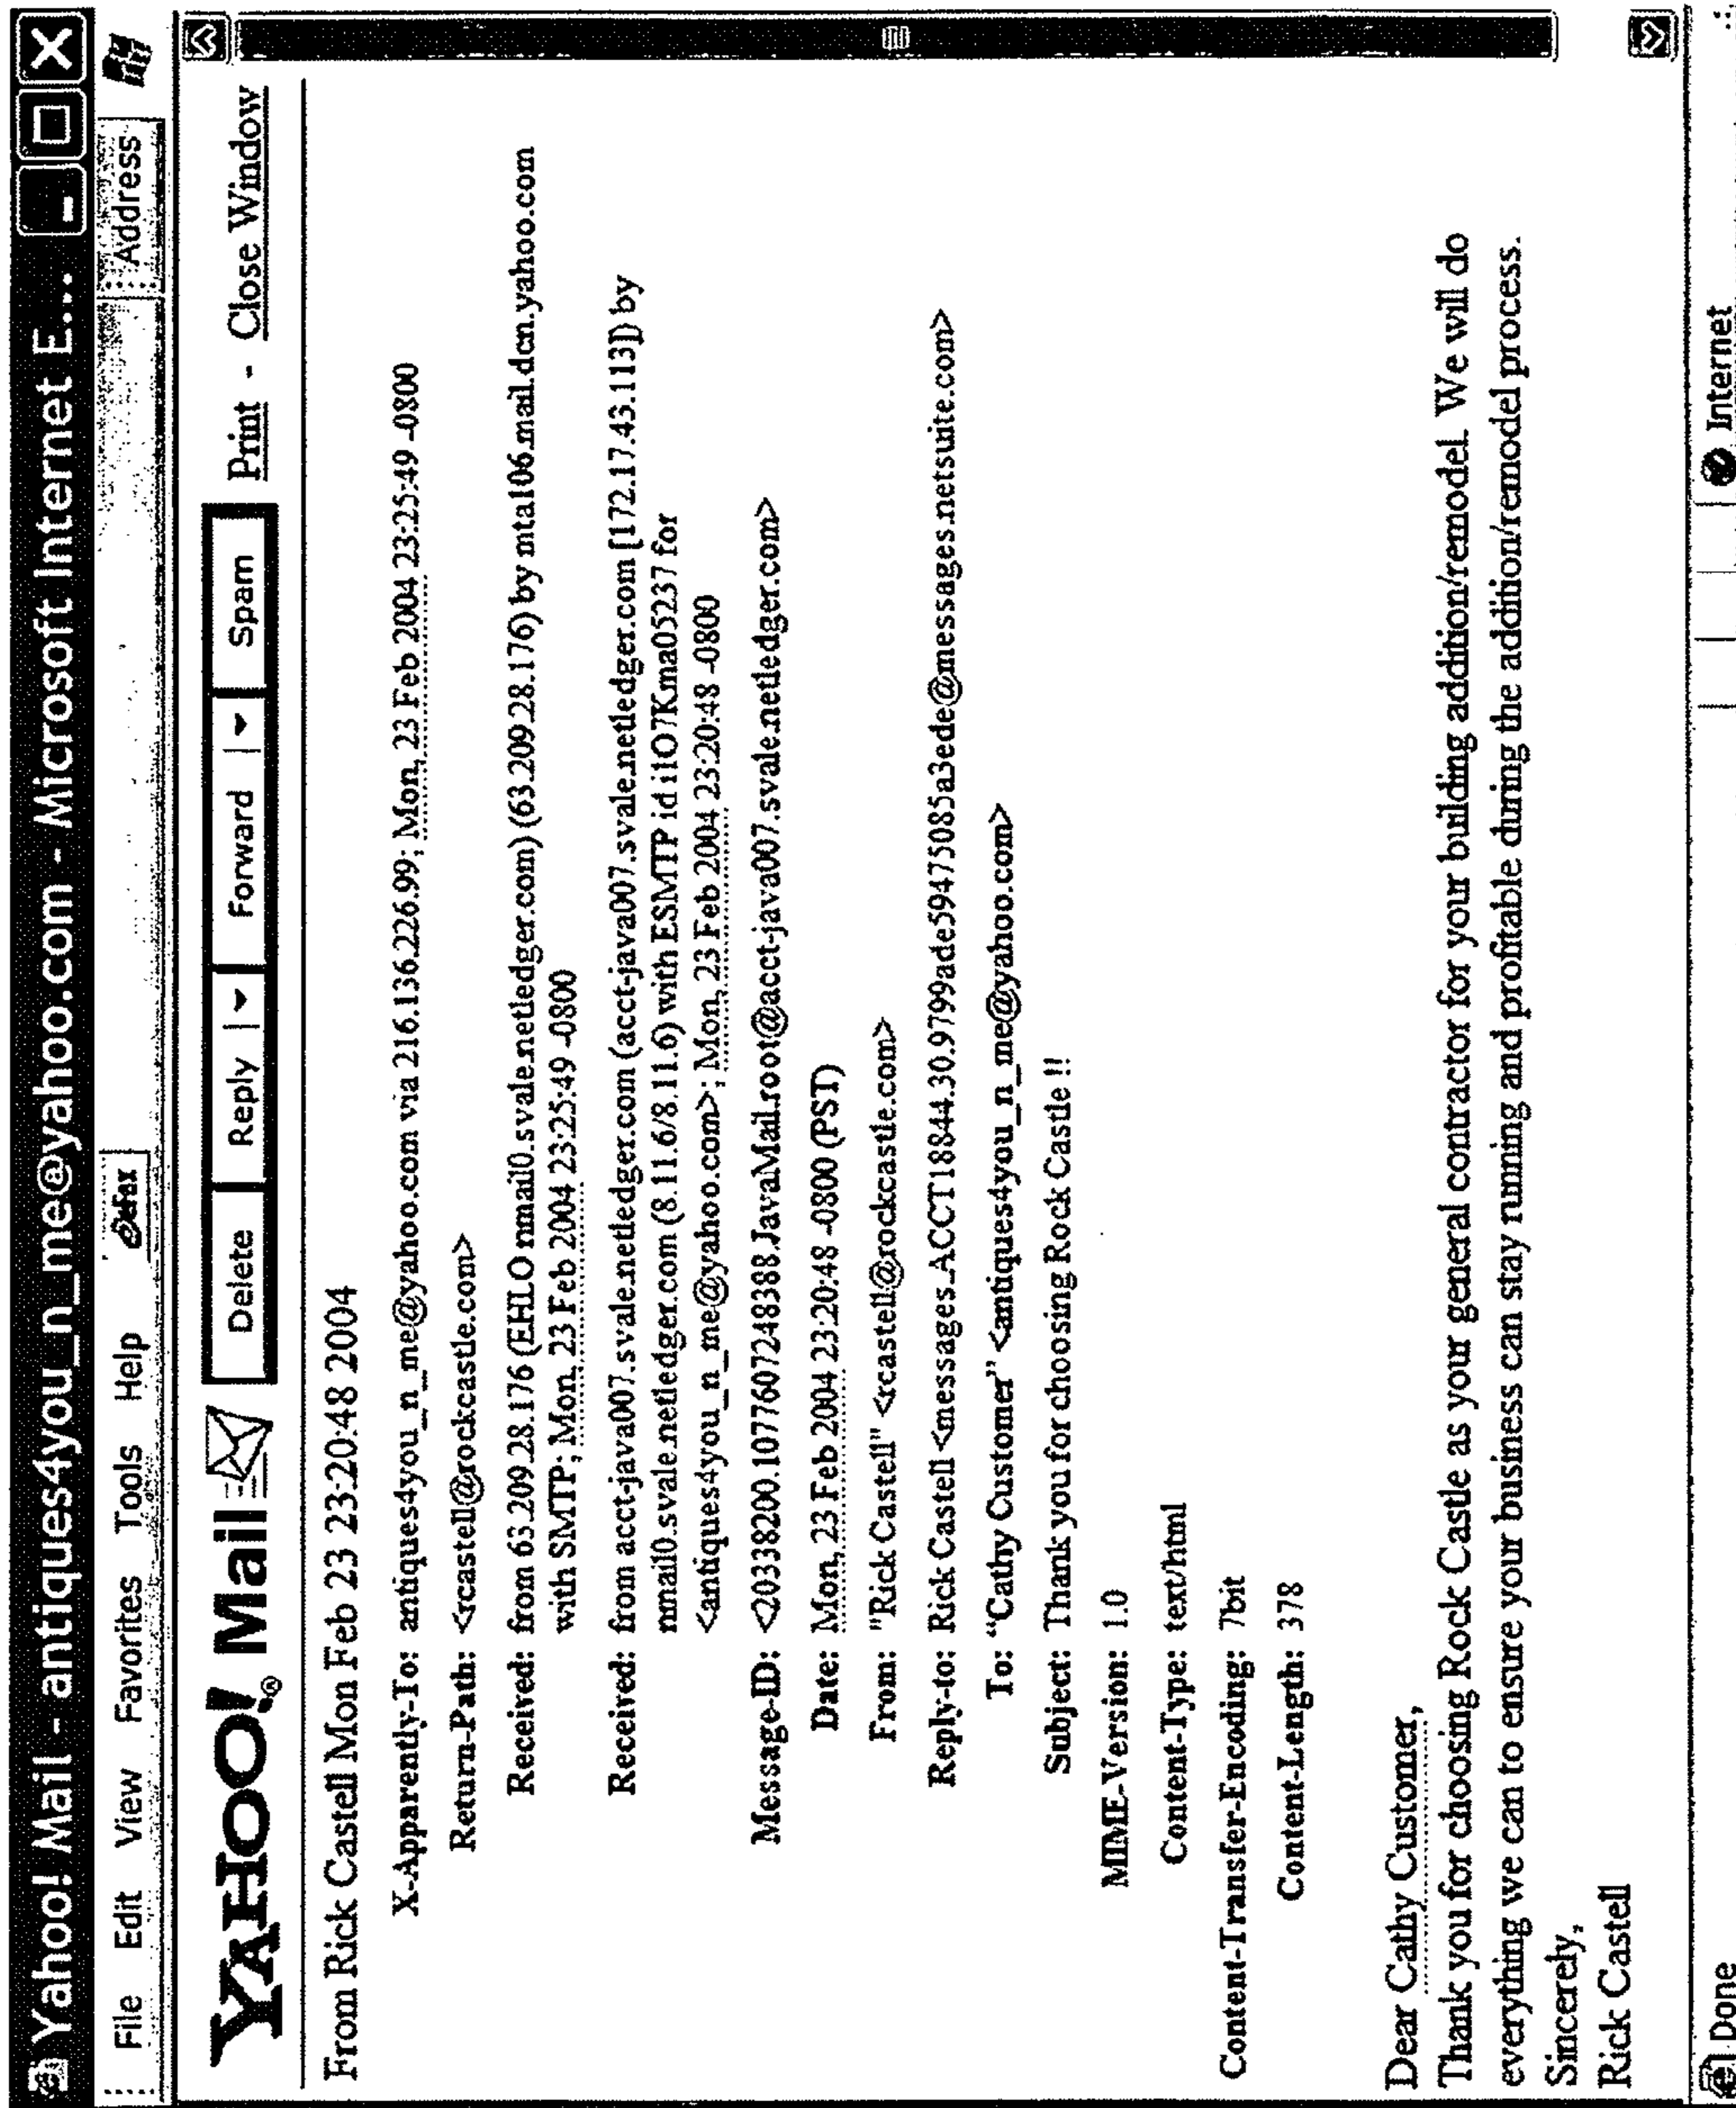 Yahoo! Mail - antiques4you_n_me@yahoo.com - Microsoft Internet E...
File Edit View Favorites Tools Help eFax Address
YAHOO!® Mail Delete Reply Forward Spam Print - Close Window
From Rick Castell Mon Feb 23 23:20:48 2004
X-Apparently-To: antiques4you_n_me@yahoo.com via 216.136.226.99; Mon, 23 Feb 2004 23:25:49 -0800
Return-Path: <rcastell@rockcastle.com>
Received: from 63.209.28.176 (EHLO nmail0.svale.netledger.com) (63.209.28.176) by mta106.mail.dcn.yahoo.com
with SMTP; Mon, 23 Feb 2004 23:25:49 -0800
Received: from acct-java007.svale.netledger.com (acct-java007.svale.netledger.com [172.17.43.113]) by
nmail0.svale.netledger.com (8.11.6/8.11.6) with ESMTP id i1O7Kma05237 for
<antiques4you_n_me@yahoo.com>; Mon, 23 Feb 2004 23:20:48 -0800
Message-ID: <20338200.1077607248388.JavaMail.root@acct-java007.svale.netledger.com>
Date: Mon, 23 Feb 2004 23:20:48 -0800 (PST)
From: "Rick Castell" <rcastell@rockcastle.com>
Reply-to: Rick Castell <messages.ACCT118844.30.9799ade59475085a3ede@messages.netsuite.com>
To: "Cathy Customer" <antiques4you_n_me@yahoo.com>
Subject: Thank you for choosing Rock Castle !!
MIME-Version: 1.0
Content-Type: text/html
Content-Transfer-Encoding: 7bit
Content-Length: 378
Dear Cathy Customer,
Thank you for choosing Rock Castle as your general contractor for your building addition/remodel. We will do
everything we can to ensure your business can stay running and profitable during the addition/remodel process.
Sincerely,
Rick Castell
Done Internet